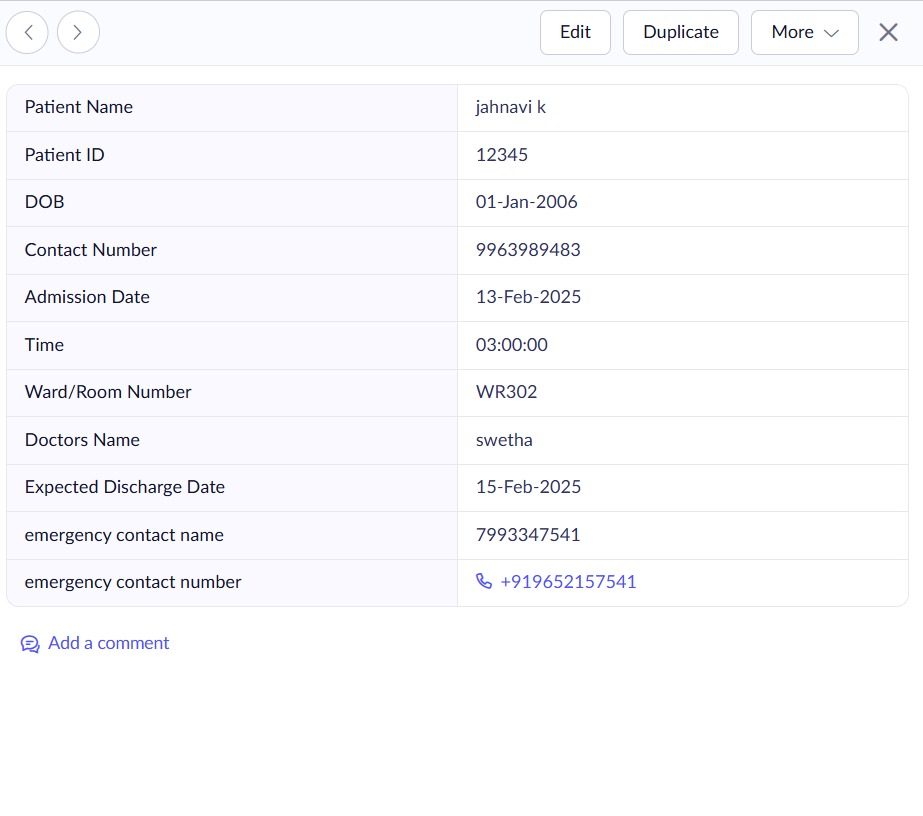 Edit Duplicate More
Patient Name jahnavi k
Patient ID 12345
DOB 01-Jan-2006
Contact Number 9963989483
Admission Date 13-Feb-2025
Time 03:00:00
Ward/Room Number WR302
Doctors Name swetha
Expected Discharge Date 15-Feb-2025
emergency contact name 7993347541
emergency contact number +919652157541
Add a comment